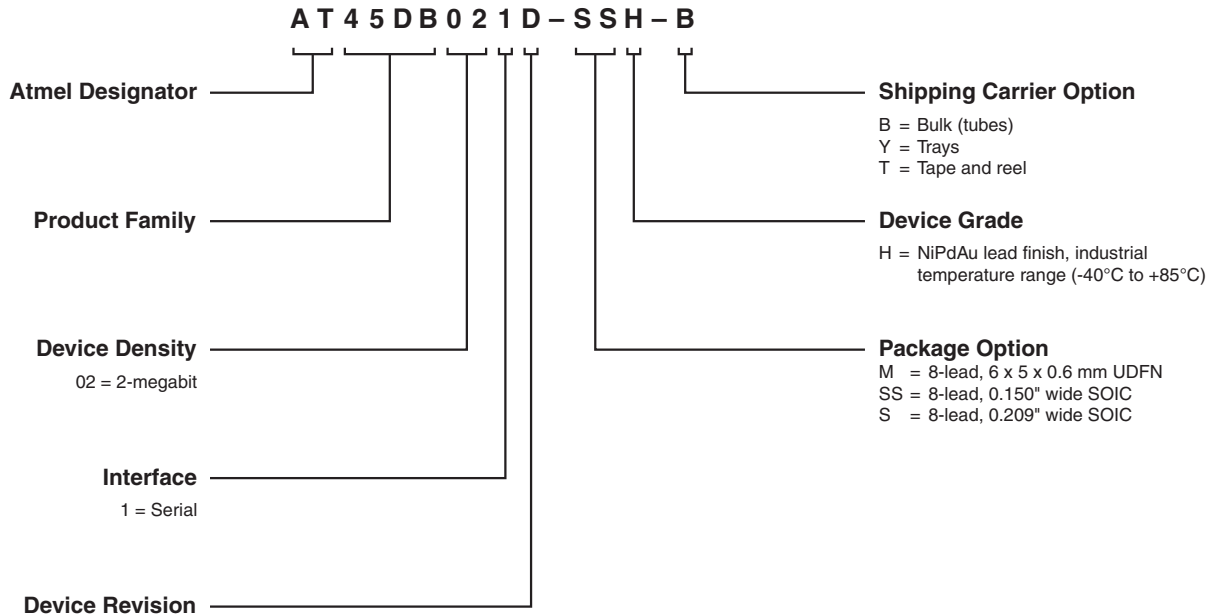 AT45DB021D–SSH–B
Atmel Designator
Product Family
Device Density
02 = 2-megabit
Interface
1 = Serial
Device Revision
Shipping Carrier Option
B = Bulk (tubes)
Y = Trays
T = Tape and reel
Device Grade
H = NiPdAu lead finish, industrial
temperature range (-40°C to +85°C)
Package Option
M = 8-lead, 6 x 5 x 0.6 mm UDFN
SS = 8-lead, 0.150" wide SOIC
S = 8-lead, 0.209" wide SOIC